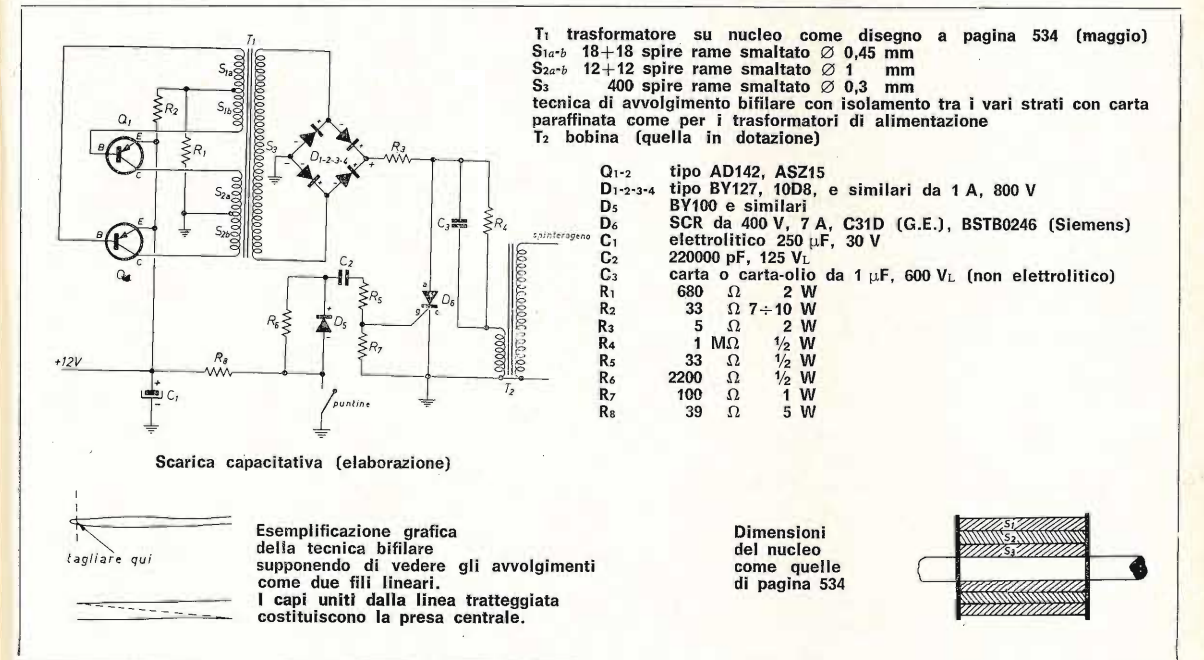 T1 trasformatore su nucleo come disegno a pagina 534 (maggio)
S1a-b 18+18 spire rame smaltato Ø 0,45 mm
S2a-b 12+12 spire rame smaltato Ø 1 mm
S3 400 spire rame smaltato Ø 0,3 mm
tecnica di avvolgimento bifilare con isolamento tra i vari strati con carta
paraffinata come per i trasformatori di alimentazione
T2 bobina (quella in dotazione)
Q1-2 tipo AD142, ASZ15
D1-2-3-4 tipo BY127, 10D8, e similari da 1 A, 800 V
D5 BY100 e similari
D6 SCR da 400 V, 7 A, C31D (G.E.), BSTB0246 (Siemens)
C1 elettrolitico 250 μF, 30 V
C2 220000 pF, 125 VL
C3 carta o carta-olio da 1 μF, 600 VL (non elettrolitico)
R1 680 Ω 2 W
R2 33 Ω 7÷10 W
R3 5 Ω 2 W
R4 1 MΩ ½ W
R5 33 Ω ½ W
R6 2200 Ω ½ W
R7 100 Ω 1 W
R8 39 Ω 5 W
T1
S1a
S1b
R2
Q1
E
B
C
R1
S3
D1-2-3-4
R3
S2a
S2b
E
B
C
C3
R4
spinterogeno
C2
R5
a
D6
g
c
R6
D5
R7
+12V
R8
C1
puntine
T2
Scarica capacitativa (elaborazione)
tagliare qui
Esemplificazione grafica
della tecnica bifilare
supponendo di vedere gli avvolgimenti
come due fili lineari.
I capi uniti dalla linea tratteggiata
costituiscono la presa centrale.
Dimensioni
del nucleo
come quelle
di pagina 534
S1
S2
S3